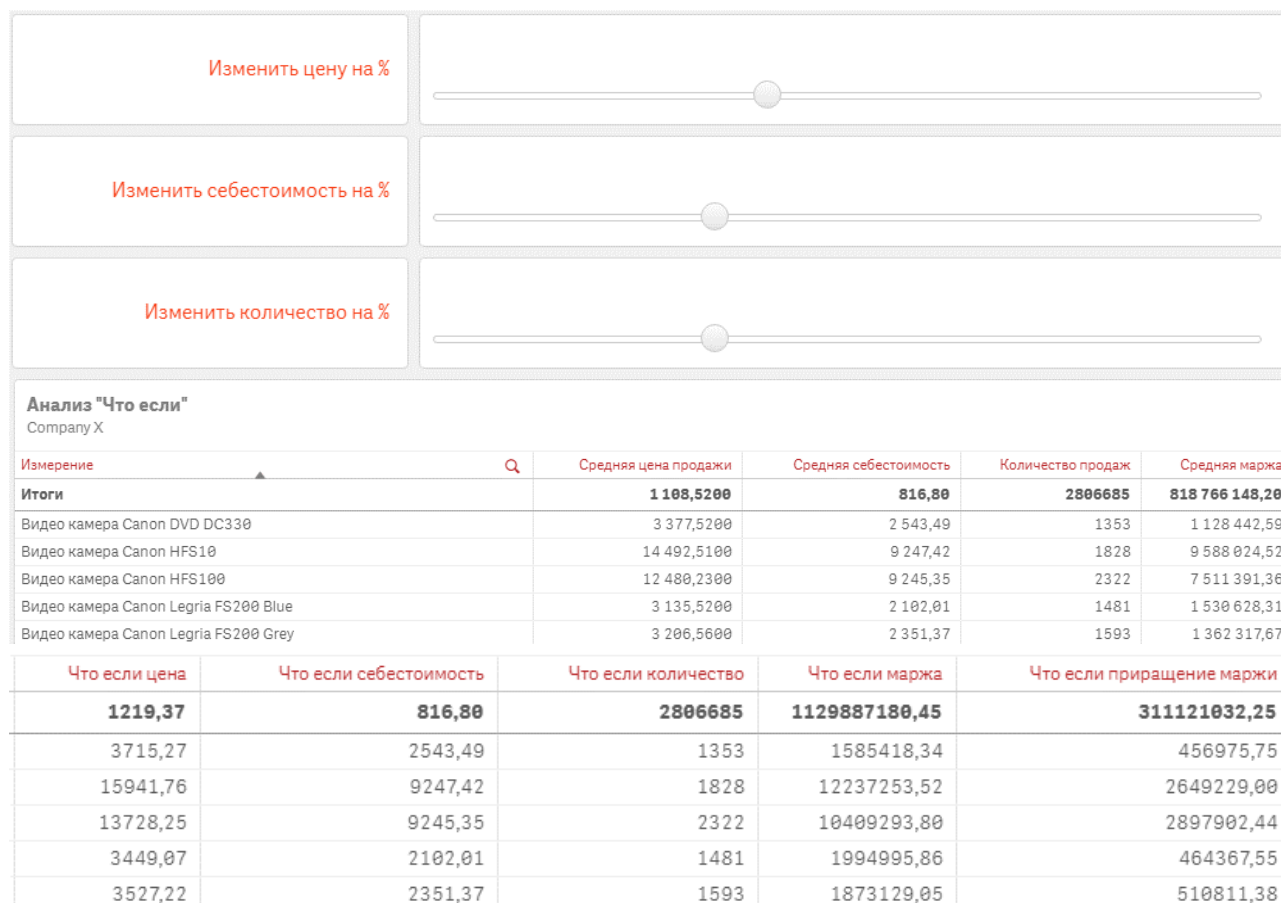 Изменить цену на %
Изменить себестоимость на %
Изменить количество на %
Анализ "Что если"
Company X
Измерение Средняя цена продажи Средняя себестоимость Количество продаж Средняя маржа
Итоги 1 108,5200 816,80 2806685 818 766 148,20
Видео камера Canon DVD DC330 3 377,5200 2 543,49 1353 1 128 442,59
Видео камера Canon HFS10 14 492,5100 9 247,42 1828 9 588 024,52
Видео камера Canon HFS100 12 480,2300 9 245,35 2322 7 511 391,36
Видео камера Canon Legria FS200 Blue 3 135,5200 2 102,01 1481 1 530 628,31
Видео камера Canon Legria FS200 Grey 3 206,5600 2 351,37 1593 1 362 317,67
Что если цена Что если себестоимость Что если количество Что если маржа Что если приращение маржи
1219,37 816,80 2806685 1129887180,45 311121032,25
3715,27 2543,49 1353 1585418,34 456975,75
15941,76 9247,42 1828 12237253,52 2649229,00
13728,25 9245,35 2322 10409293,80 2897902,44
3449,07 2102,01 1481 1994995,86 464367,55
3527,22 2351,37 1593 1873129,05 510811,38